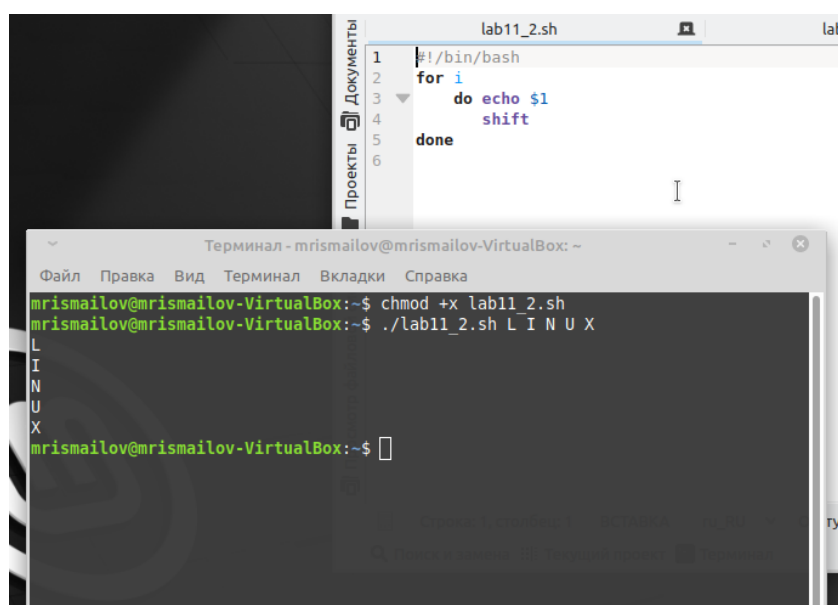 lab11_2.sh
lab
Документы
Проекты
1 #!/bin/bash
2 for i
3 do echo $1
4 shift
5 done
6
Терминал - mrismailov@mrismailov-VirtualBox: ~
Файл Правка Вид Терминал Вкладки Справка
mrismailov@mrismailov-VirtualBox:~$ chmod +x lab11_2.sh
mrismailov@mrismailov-VirtualBox:~$ ./lab11_2.sh L I N U X
L
I
N
U
X
mrismailov@mrismailov-VirtualBox:~$